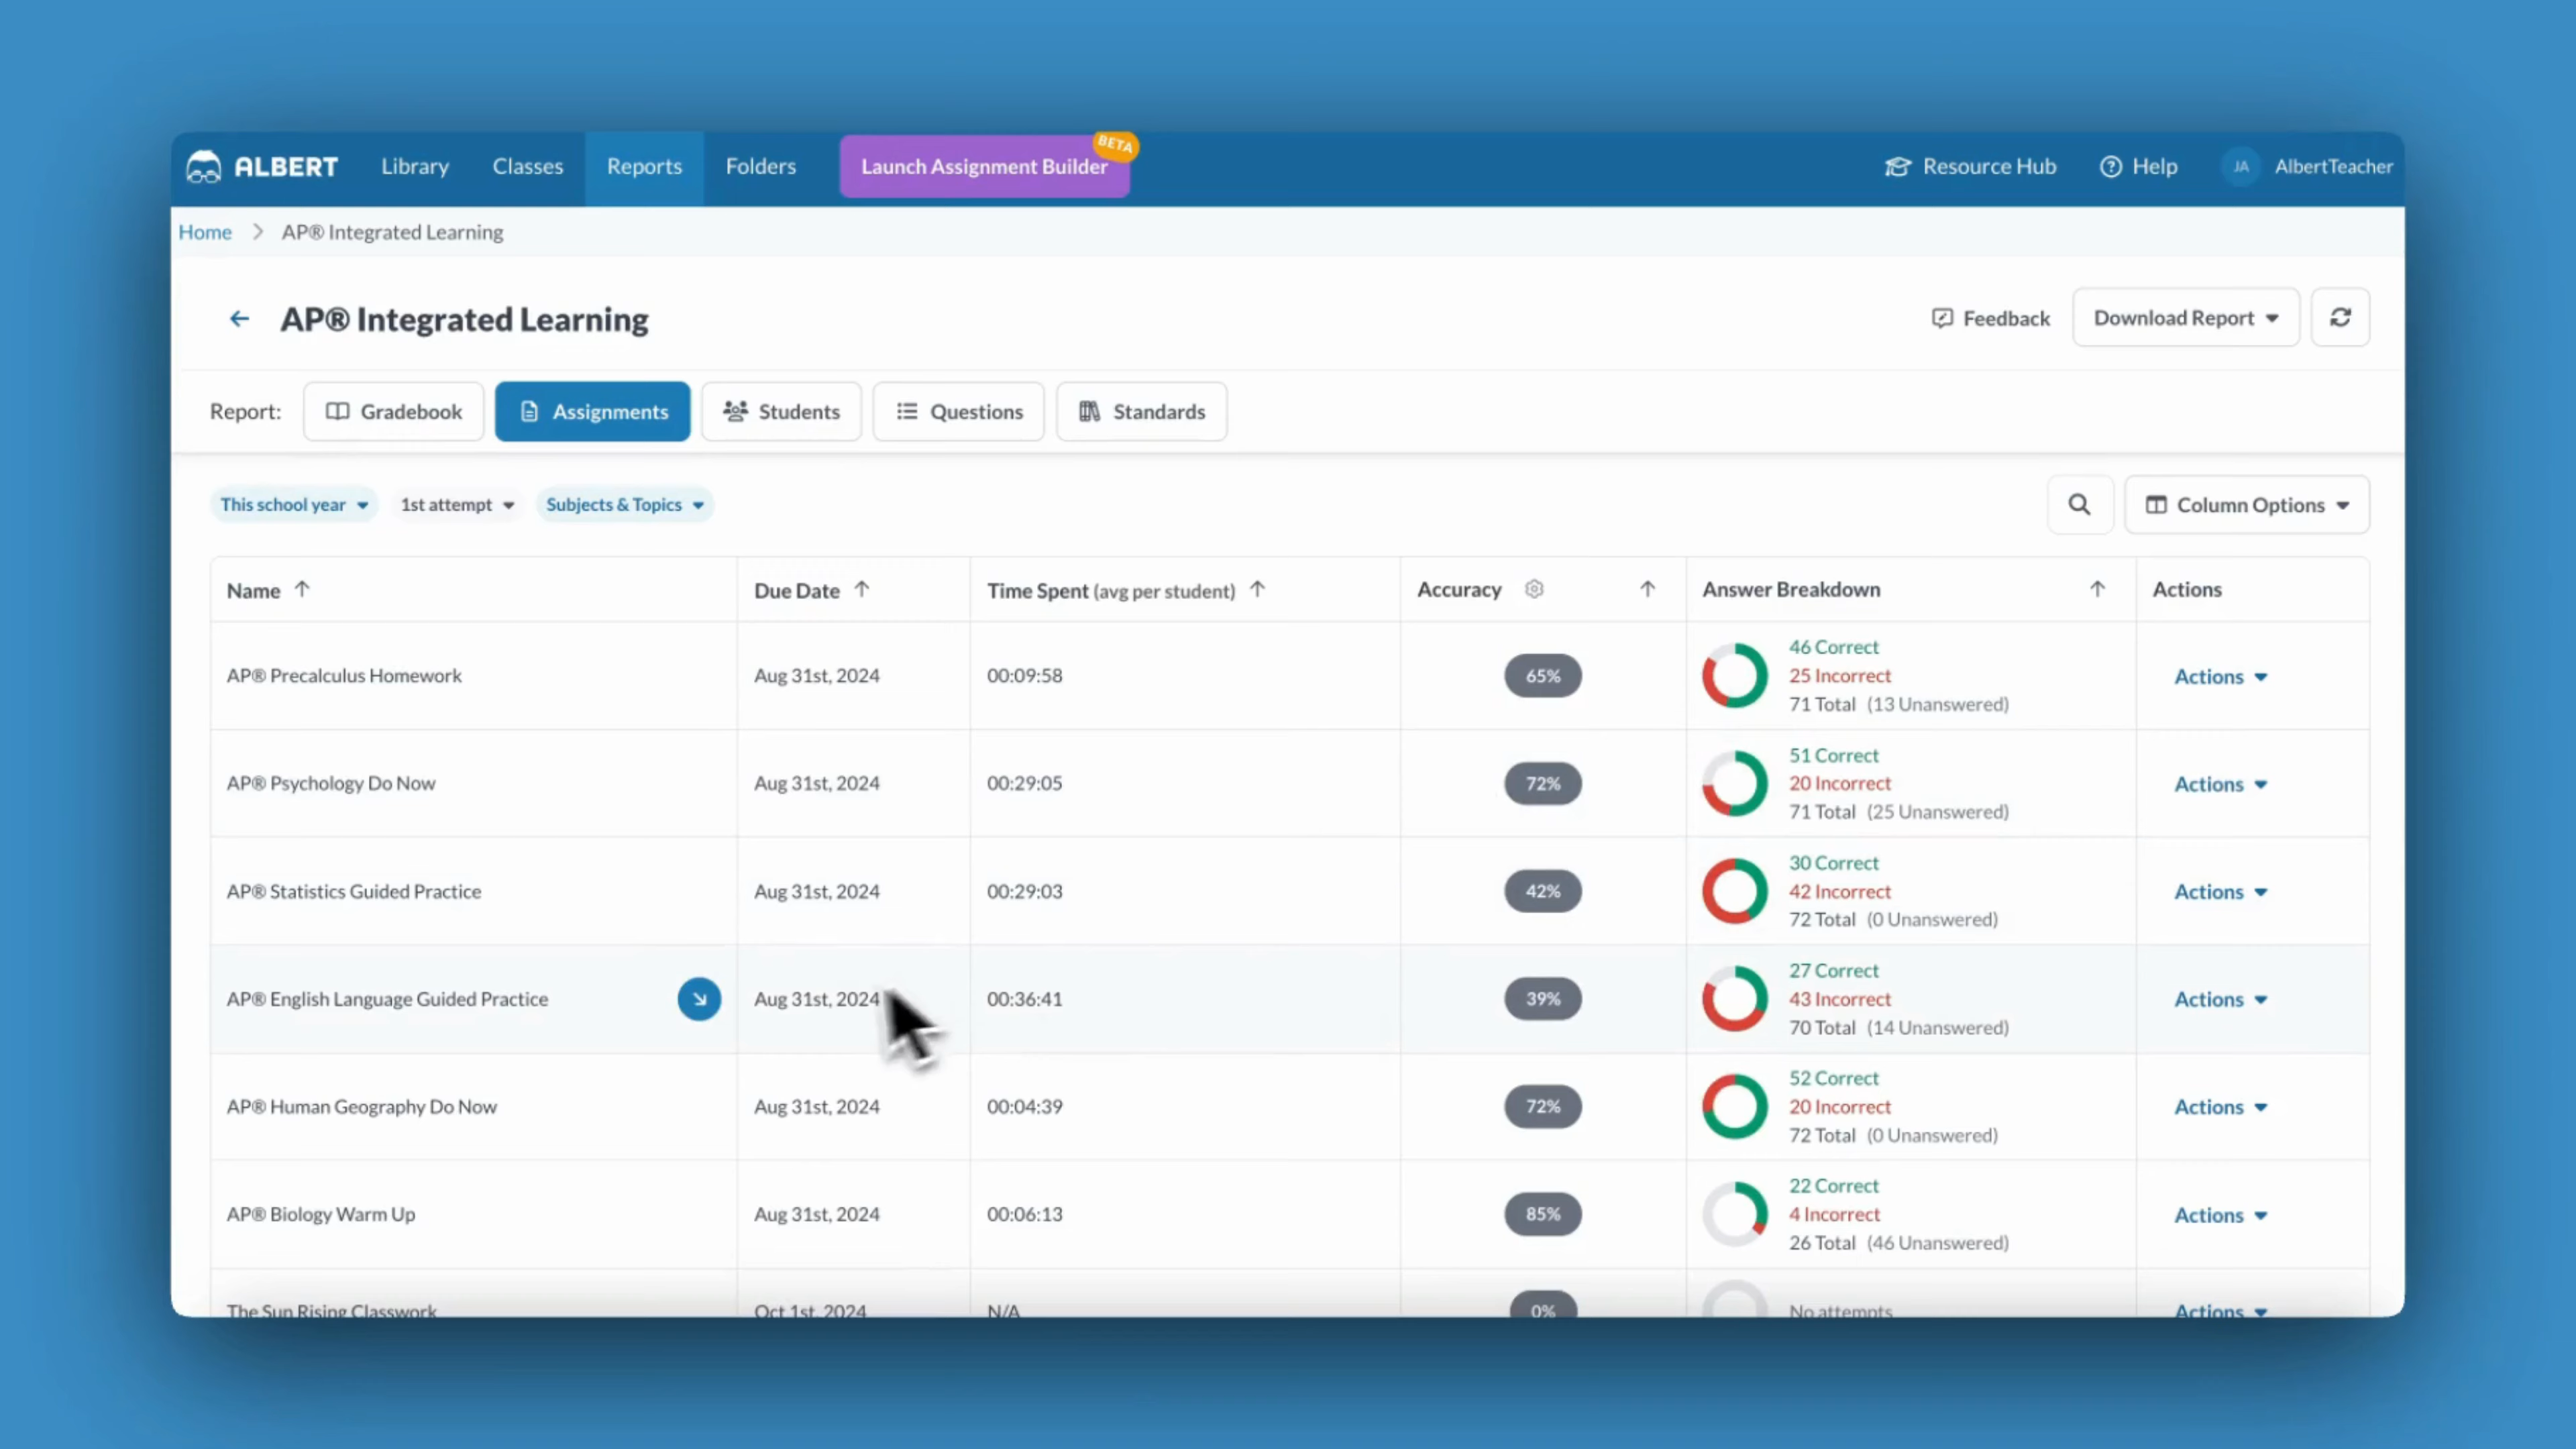 ALBERT Library Classes Reports Folders Launch Assignment Builder BETA Resource Hub Help JA AlbertTeacher
Home AP® Integrated Learning
AP® Integrated Learning Feedback Download Report
Report: Gradebook Assignments Students Questions Standards
This school year 1st attempt Subjects & Topics Column Options
Name Due Date Time Spent (avg per student) Accuracy Answer Breakdown Actions
AP® Precalculus Homework Aug 31st, 2024 00:09:58 65% 46 Correct
25 Incorrect
71 Total (13 Unanswered) Actions
AP® Psychology Do Now Aug 31st, 2024 00:29:05 72% 51 Correct
20 Incorrect
71 Total (25 Unanswered) Actions
AP® Statistics Guided Practice Aug 31st, 2024 00:29:03 42% 30 Correct
42 Incorrect
72 Total (0 Unanswered) Actions
AP® English Language Guided Practice Aug 31st, 2024 00:36:41 39% 27 Correct
43 Incorrect
70 Total (14 Unanswered) Actions
AP® Human Geography Do Now Aug 31st, 2024 00:04:39 72% 52 Correct
20 Incorrect
72 Total (0 Unanswered) Actions
AP® Biology Warm Up Aug 31st, 2024 00:06:13 85% 22 Correct
4 Incorrect
26 Total (46 Unanswered) Actions
The Sun Rising Classwork Oct 1st, 2024 N/A 0% No attempts Actions